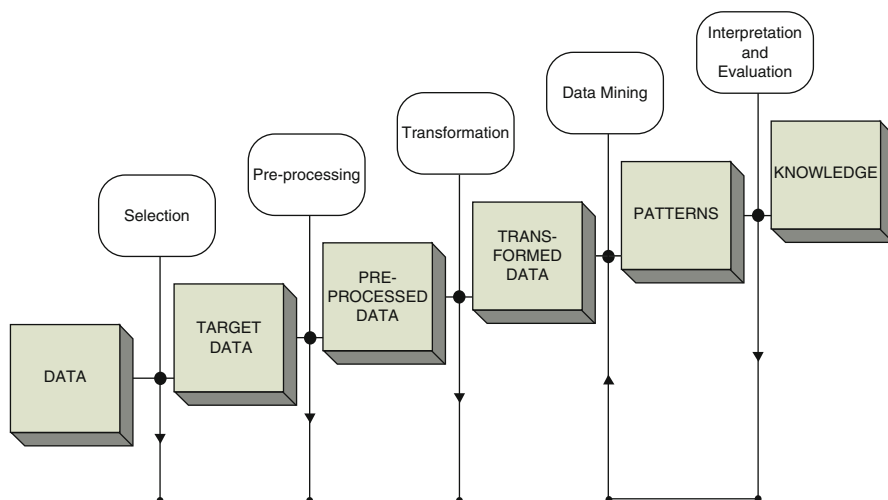 Interpretation
and
Evaluation
Data Mining
Transformation
Pre-processing
Selection
KNOWLEDGE
PATTERNS
TRANS-
FORMED
DATA
PRE-
PROCESSED
DATA
TARGET
DATA
DATA